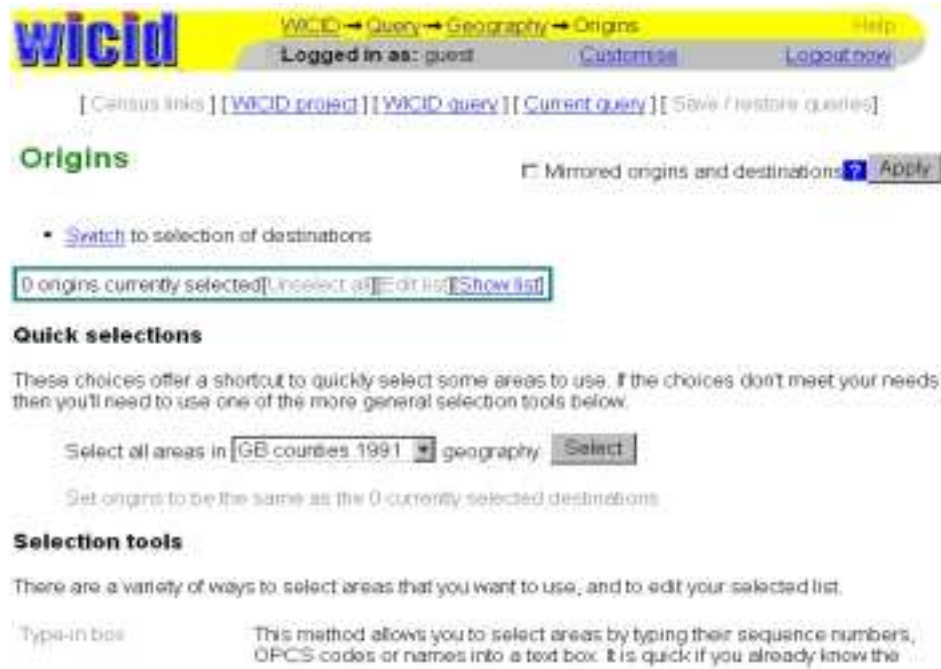 wicid
WICID → Query → Geography → Origins
Help
Logged in as: guest
Customise
Logout now
[ Census links ] [ WICID project ] [ WICID query ] [ Current query ] [ Save / restore queries]
Origins
Mirrored origins and destinations ? Apply
• Switch to selection of destinations
0 origins currently selected[Unselect all][Edit list][Show list]
Quick selections
These choices offer a shortcut to quickly select some areas to use. If the choices don't meet your needs
then you'll need to use one of the more general selection tools below.
Select all areas in GB counties 1991 geography Select
Set origins to be the same as the 0 currently selected destinations
Selection tools
There are a variety of ways to select areas that you want to use, and to edit your selected list.
Type-in box
This method allows you to select areas by typing their sequence numbers,
OPCS codes or names into a text box. It is quick if you already know the